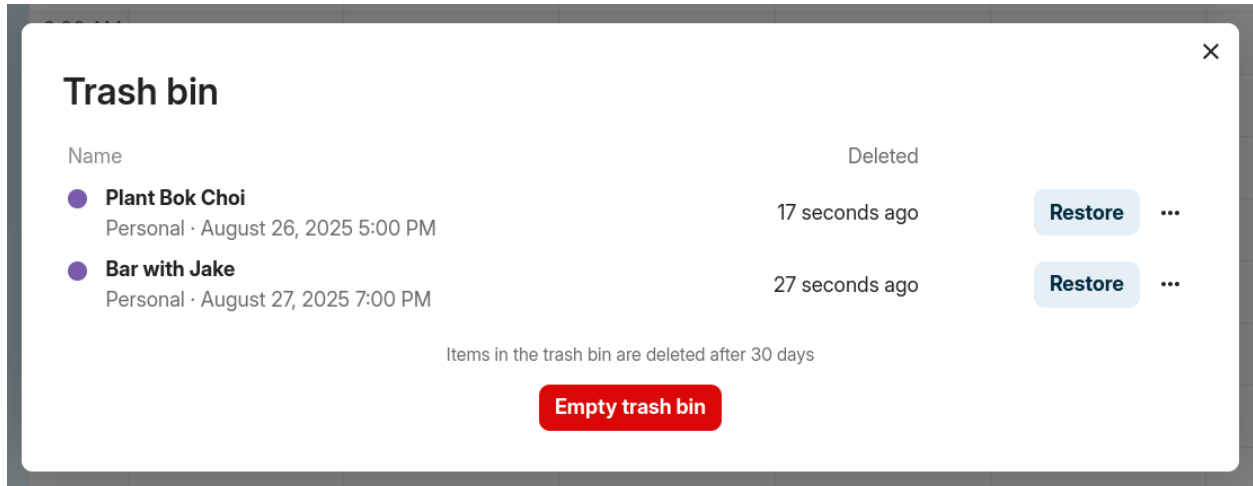 Trash bin
Name Deleted
Plant Bok Choi
Personal · August 26, 2025 5:00 PM
17 seconds ago Restore
Bar with Jake
Personal · August 27, 2025 7:00 PM
27 seconds ago Restore
Items in the trash bin are deleted after 30 days
Empty trash bin